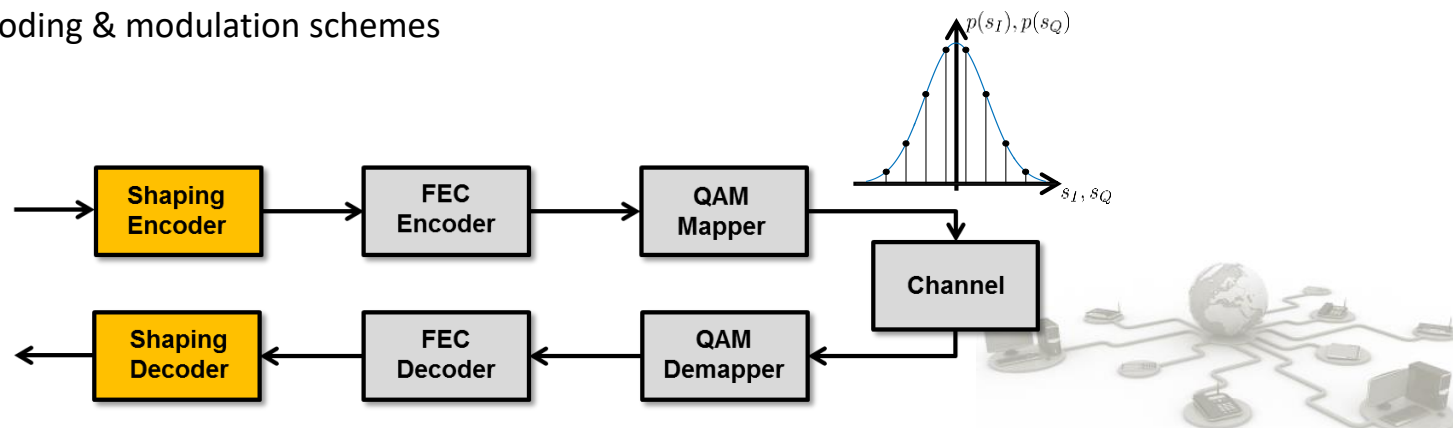 oding & modulation schemes
p(s_I), p(s_Q)
s_I, s_Q
Shaping
Encoder
FEC
Encoder
QAM
Mapper
Channel
Shaping
Decoder
FEC
Decoder
QAM
Demapper